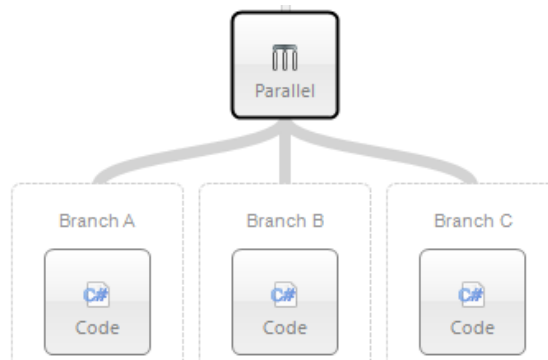 Parallel
Branch A
Branch B
Branch C
C#
C#
C#
Code
Code
Code